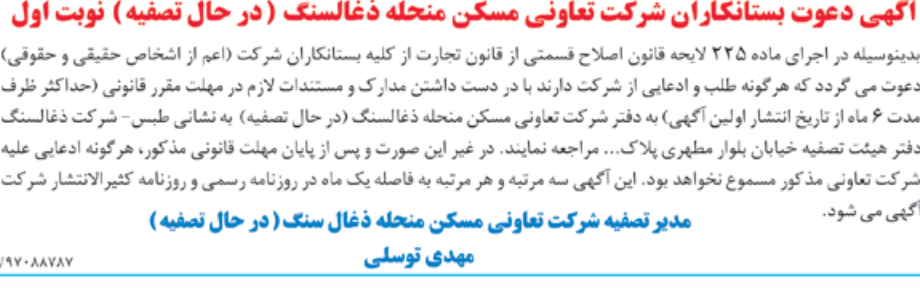 آگهی دعوت بستانکاران شرکت تعاونی مسکن منحله ذغالسنگ ( در حال تصفیه ) نوبت اول
بدینوسیله در اجرای ماده ۲۲۵ لایحه قانون اصلاح قسمتی از قانون تجارت از کلیه بستانکاران شرکت (اعم از اشخاص حقیقی و حقوقی)
دعوت می گردد که هرگونه طلب و ادعایی از شرکت دارند با در دست داشتن مدارک و مستندات لازم در مهلت مقرر قانونی (حداکثر ظرف
مدت ۶ ماه از تاریخ انتشار اولین آگهی) به دفتر شرکت تعاونی مسکن منحله ذغالسنگ (در حال تصفیه) به نشانی طبس- شرکت ذغالسنگ
دفتر هیئت تصفیه خیابان بلوار مطهری پلاک... مراجعه نمایند. در غیر این صورت و پس از پایان مهلت قانونی مذکور، هرگونه ادعایی علیه
شرکت تعاونی مذکور مسموع نخواهد بود. این آگهی سه مرتبه و هر مرتبه به فاصله یک ماه در روزنامه رسمی و روزنامه کثیرالانتشار شرکت
آگهی می شود.
مدیر تصفیه شرکت تعاونی مسکن منحله ذغال سنگ ( در حال تصفیه )
مهدی توسلی
/۹۷۰۸۸۷۸۷